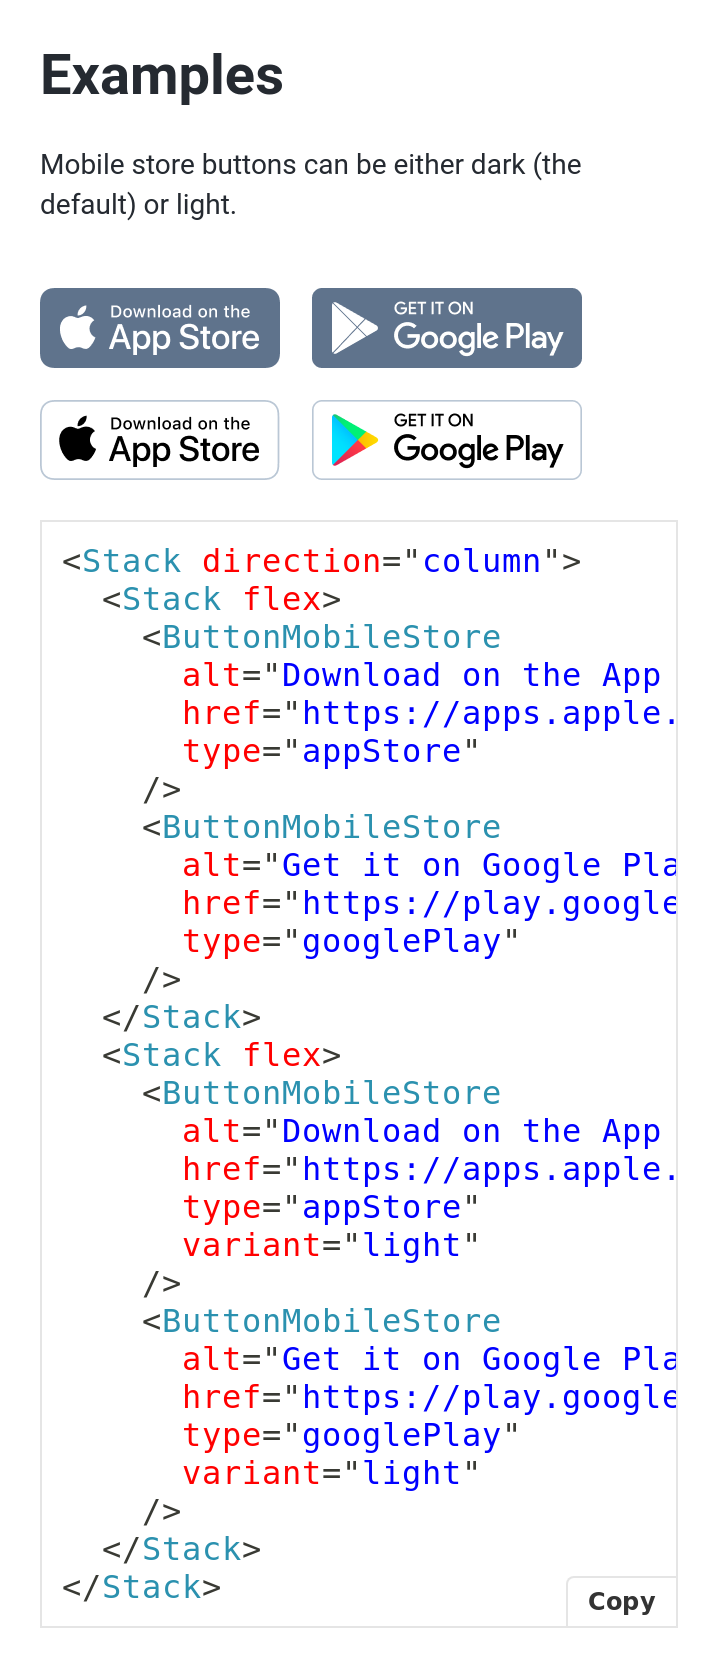 Examples
Mobile store buttons can be either dark (the
default) or light.
Download on the
App Store
GET IT ON
Google Play
Download on the
App Store
GET IT ON
Google Play
<Stack direction="column">
  <Stack flex>
    <ButtonMobileStore
      alt="Download on the App
      href="https://apps.apple.
      type="appStore"
    />
    <ButtonMobileStore
      alt="Get it on Google Pla
      href="https://play.google
      type="googlePlay"
    />
  </Stack>
  <Stack flex>
    <ButtonMobileStore
      alt="Download on the App
      href="https://apps.apple.
      type="appStore"
      variant="light"
    />
    <ButtonMobileStore
      alt="Get it on Google Pla
      href="https://play.google
      type="googlePlay"
      variant="light"
    />
  </Stack>
</Stack>
Copy